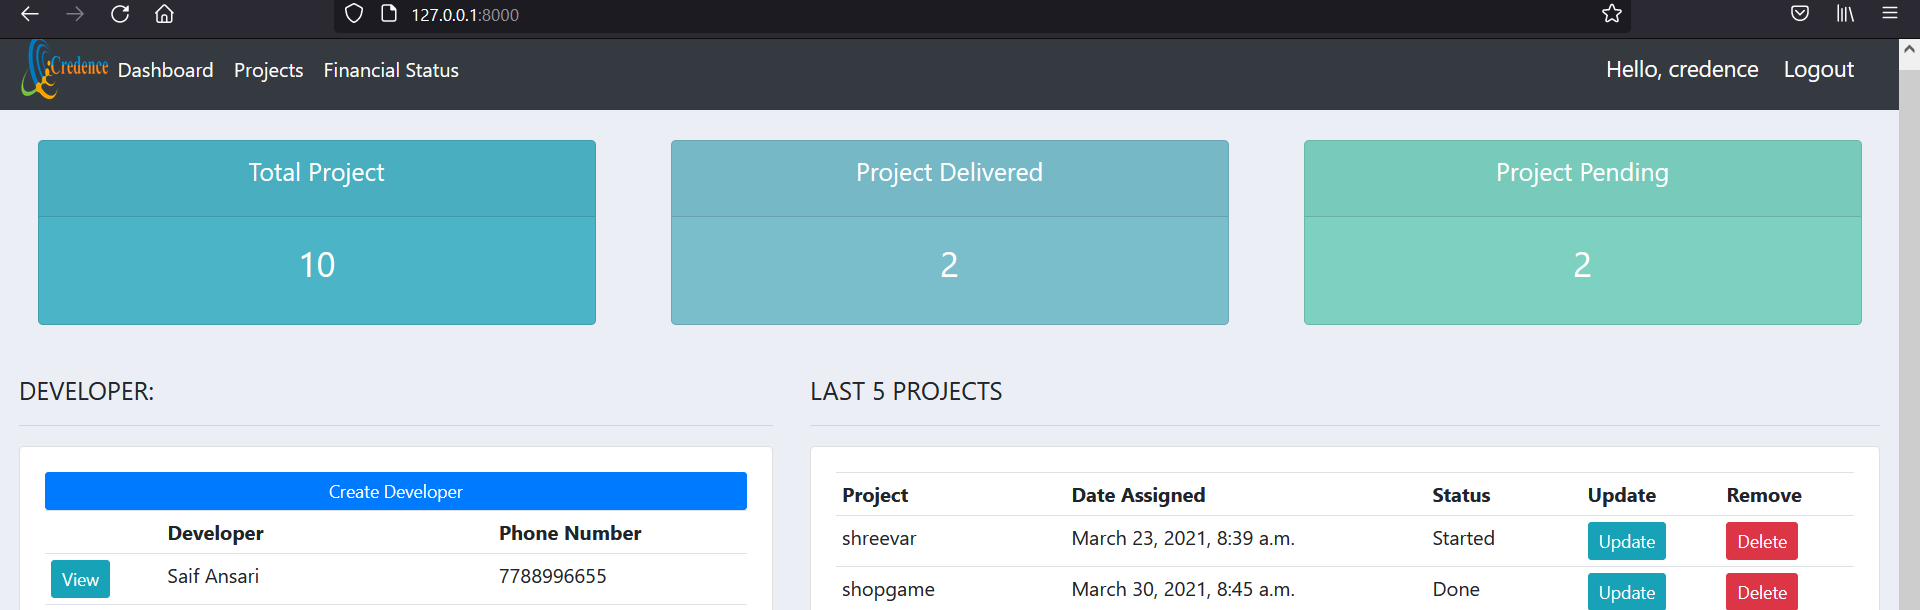 127.0.0.1:8000
Credence Dashboard Projects Financial Status Hello, credence Logout
Total Project Project Delivered Project Pending
10 2 2
DEVELOPER: LAST 5 PROJECTS
Create Developer
Developer Phone Number
View Saif Ansari 7788996655
Project Date Assigned Status Update Remove
shreevar March 23, 2021, 8:39 a.m. Started Update Delete
shopgame March 30, 2021, 8:45 a.m. Done Update Delete